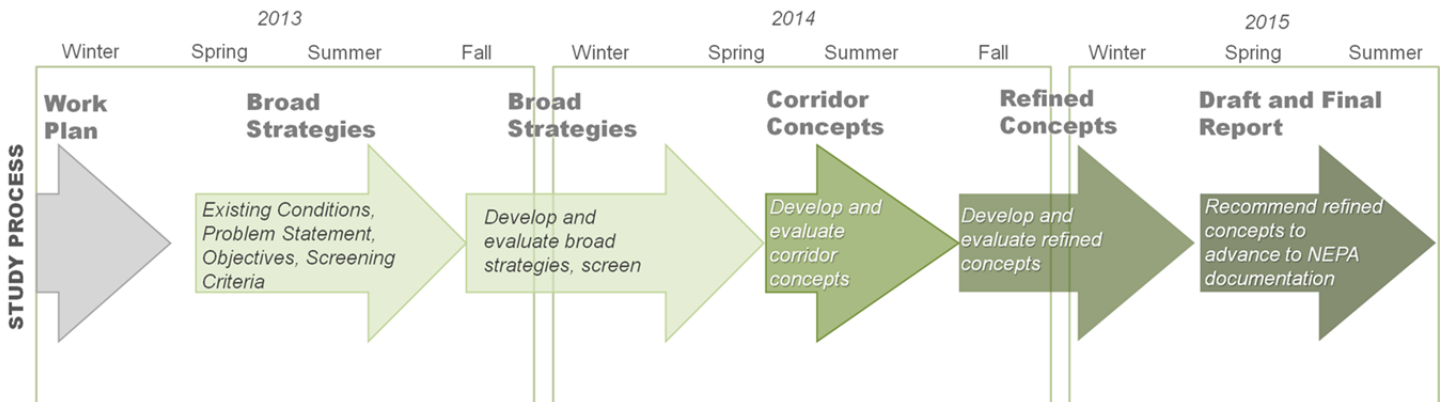 2013
2014
2015
Winter
Spring
Summer
Fall
Winter
Spring
Summer
Fall
Winter
Spring
Summer
STUDY PROCESS
Work
Plan
Broad
Strategies
Existing Conditions,
Problem Statement,
Objectives, Screening
Criteria
Broad
Strategies
Develop and
evaluate broad
strategies, screen
Corridor
Concepts
Develop and
evaluate
corridor
concepts
Refined
Concepts
Develop and
evaluate refined
concepts
Draft and Final
Report
Recommend refined
concepts to
advance to NEPA
documentation